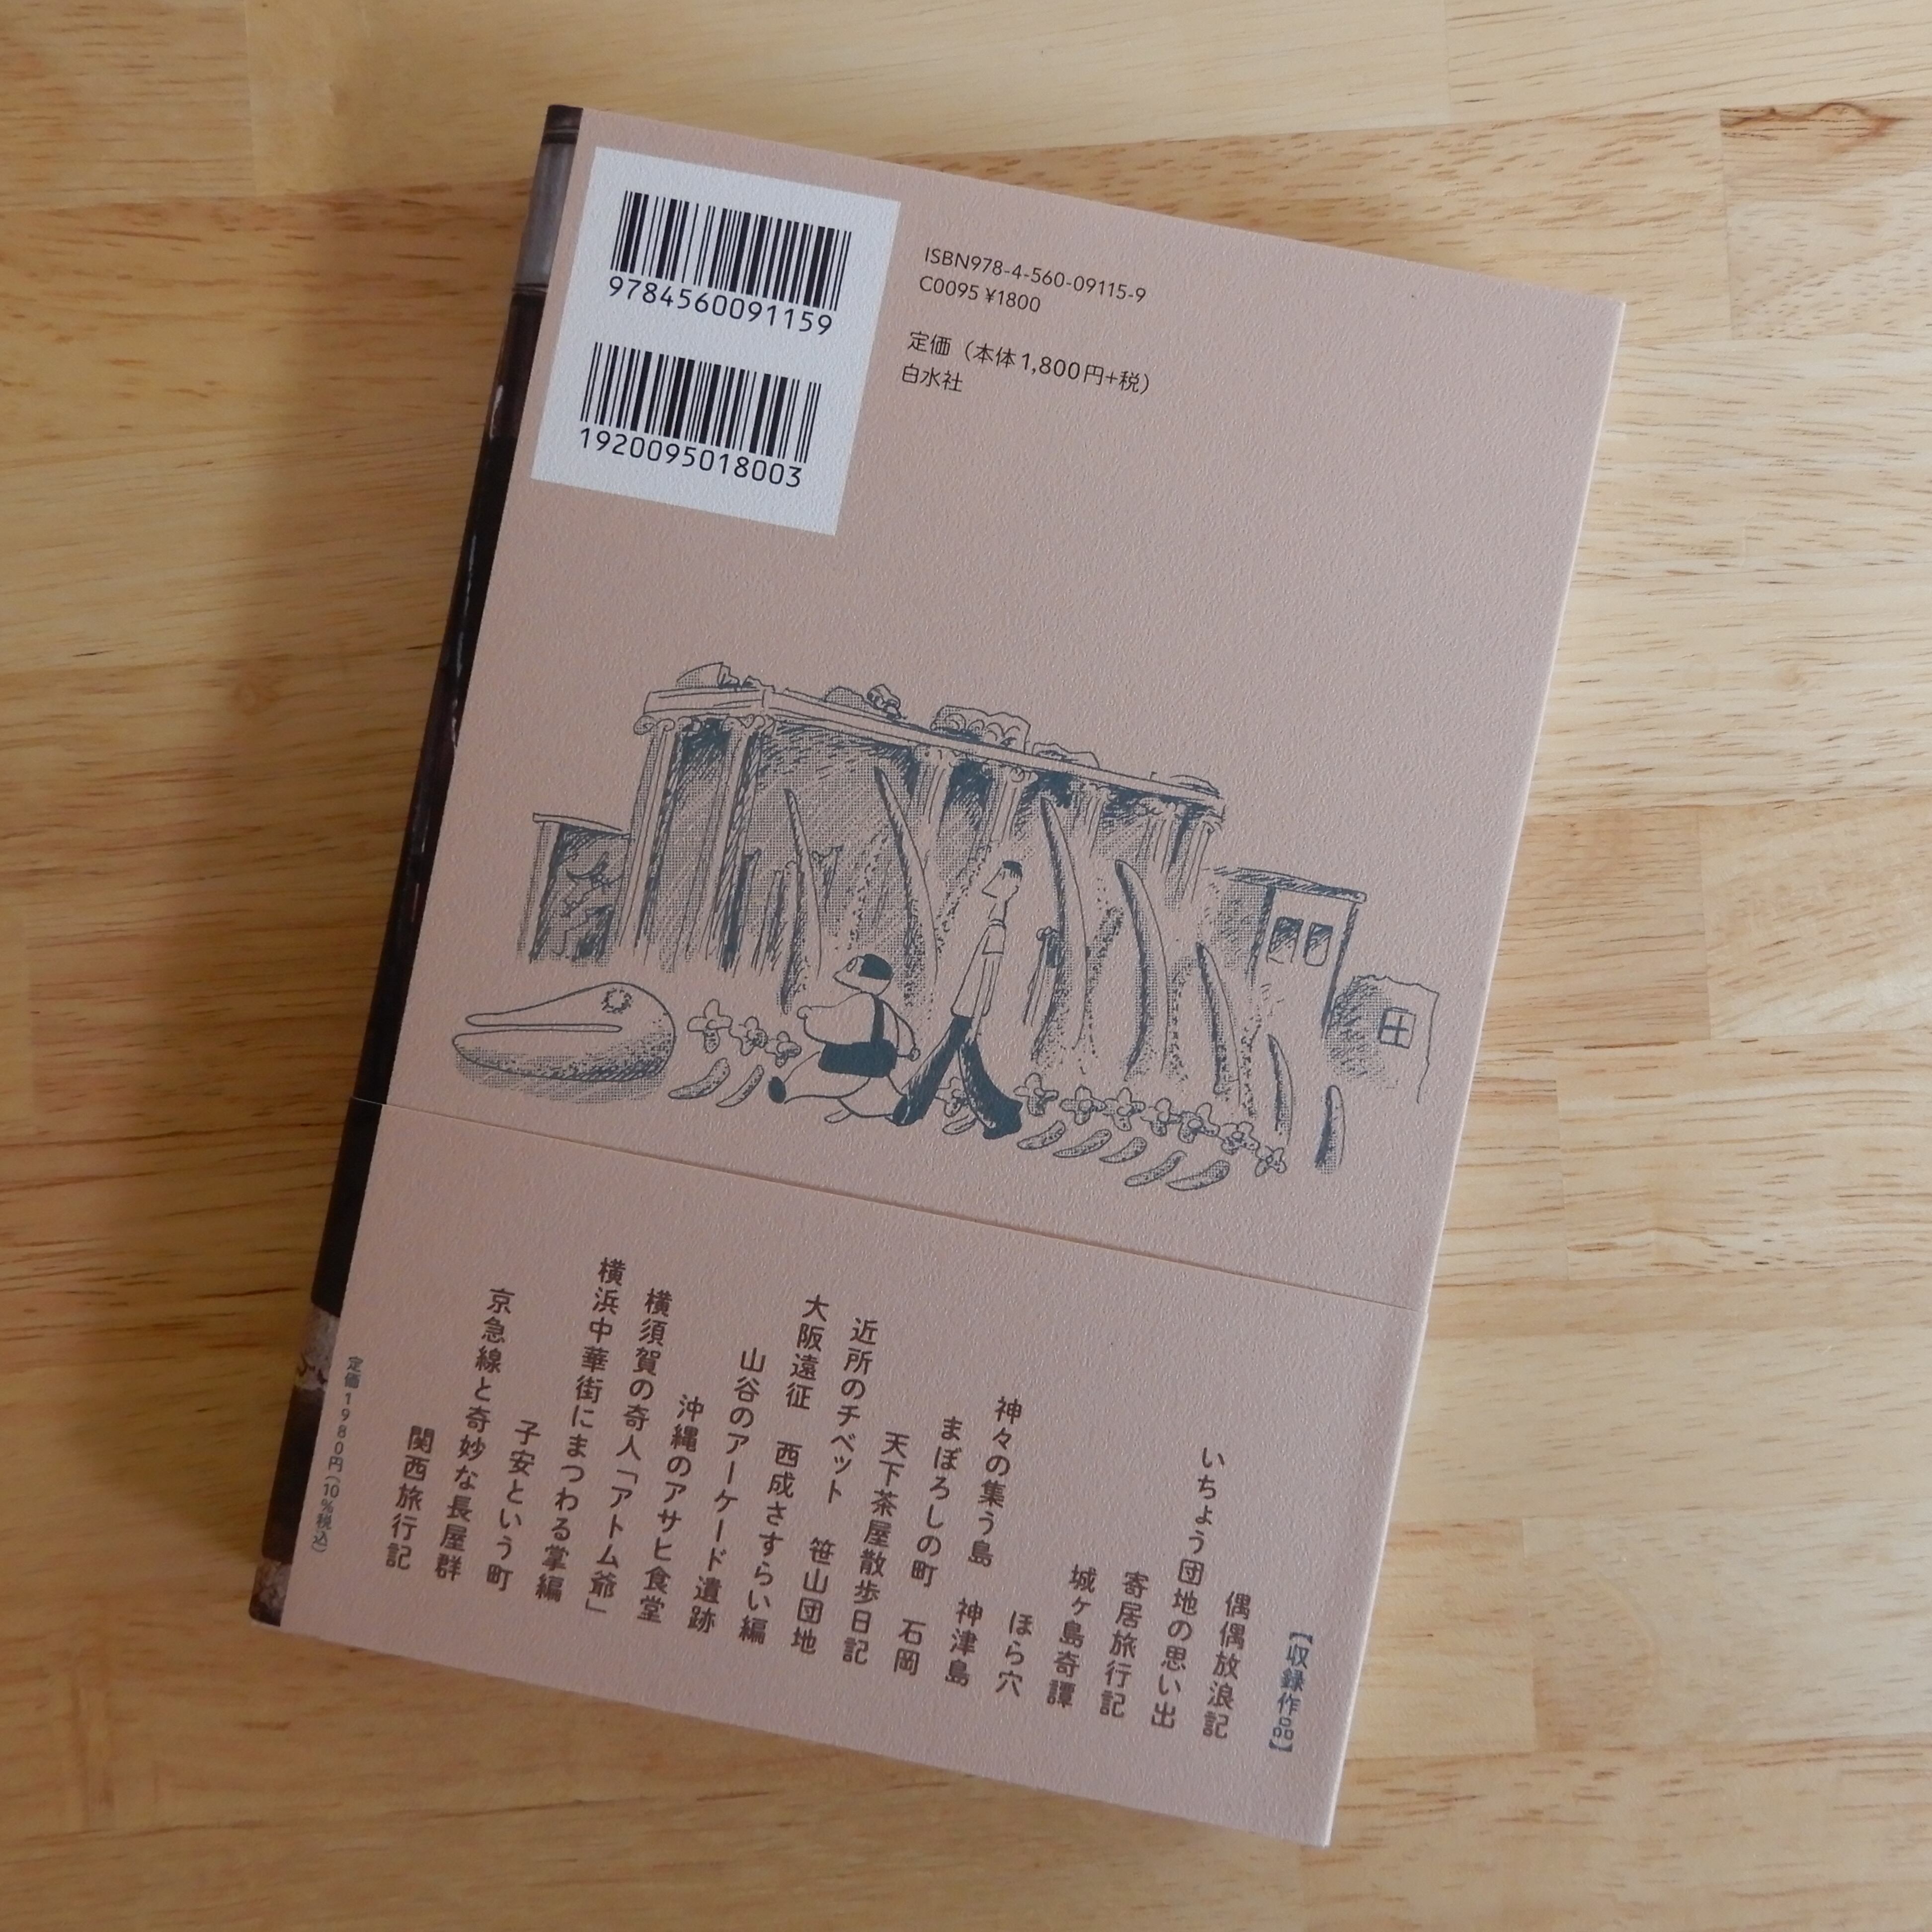 9784560091159
1920095018003
ISBN978-4-560-09115-9
C0095 ¥1800
定価（本体1,800円+税）
白水社
【収録作品】
偶偶放浪記
いちょう団地の思い出
寄居旅行記
城ヶ島奇譚
ほら穴
神々の集う島　神津島
まぼろしの町　石岡
天下茶屋散歩日記
近所のチベット　笹山団地
大阪遠征　西成さすらい編
山谷のアーケード遺跡
沖縄のアサヒ食堂
横須賀の奇人「アトム爺」
横浜中華街にまつわる掌編
子安という町
京急線と奇妙な長屋群
関西旅行記
定価1980円（10％税込）